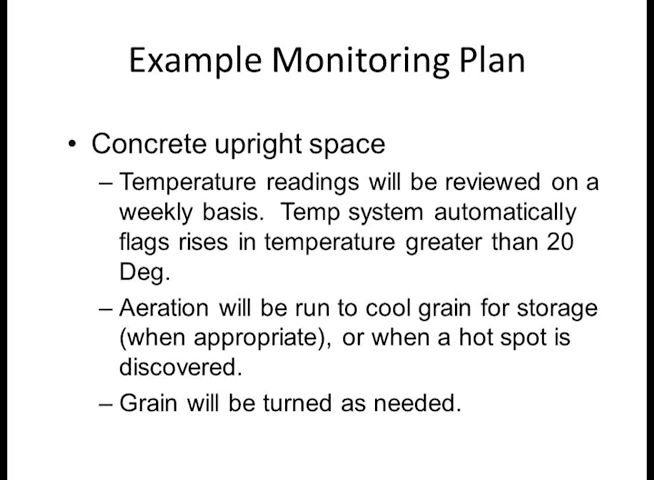 Example Monitoring Plan
• Concrete upright space
– Temperature readings will be reviewed on a
weekly basis. Temp system automatically
flags rises in temperature greater than 20
Deg.
– Aeration will be run to cool grain for storage
(when appropriate), or when a hot spot is
discovered.
– Grain will be turned as needed.